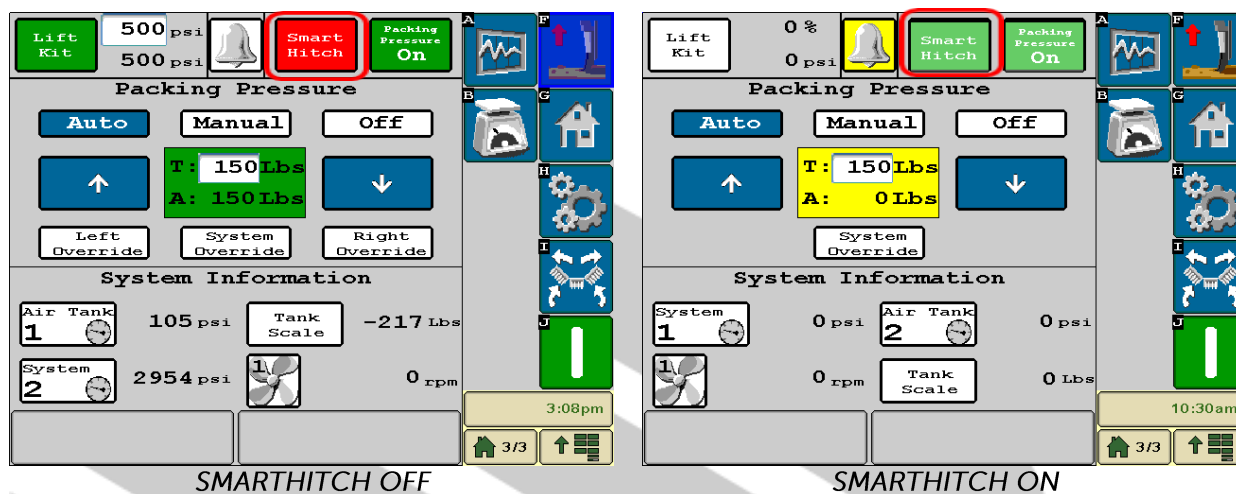 Lift Kit 500 psi 500 psi Smart Hitch Packing Pressure On A F
Packing Pressure
B G
Auto Manual Off
T: 150 Lbs
A: 150 Lbs
H
Left Override System Override Right Override
I
System Information
Air Tank 1 105 psi Tank Scale -217 Lbs
J
System 2 2954 psi 1 0 rpm
3:08pm
3/3
SMARTHITCH OFF
Lift Kit 0 % 0 psi Smart Hitch Packing Pressure On A F
Packing Pressure
B G
Auto Manual Off
T: 150 Lbs
A: 0 Lbs
H
System Override
I
System Information
System 1 0 psi Air Tank 2 0 psi
J
1 0 rpm Tank Scale 0 Lbs
10:30am
3/3
SMARTHITCH ON